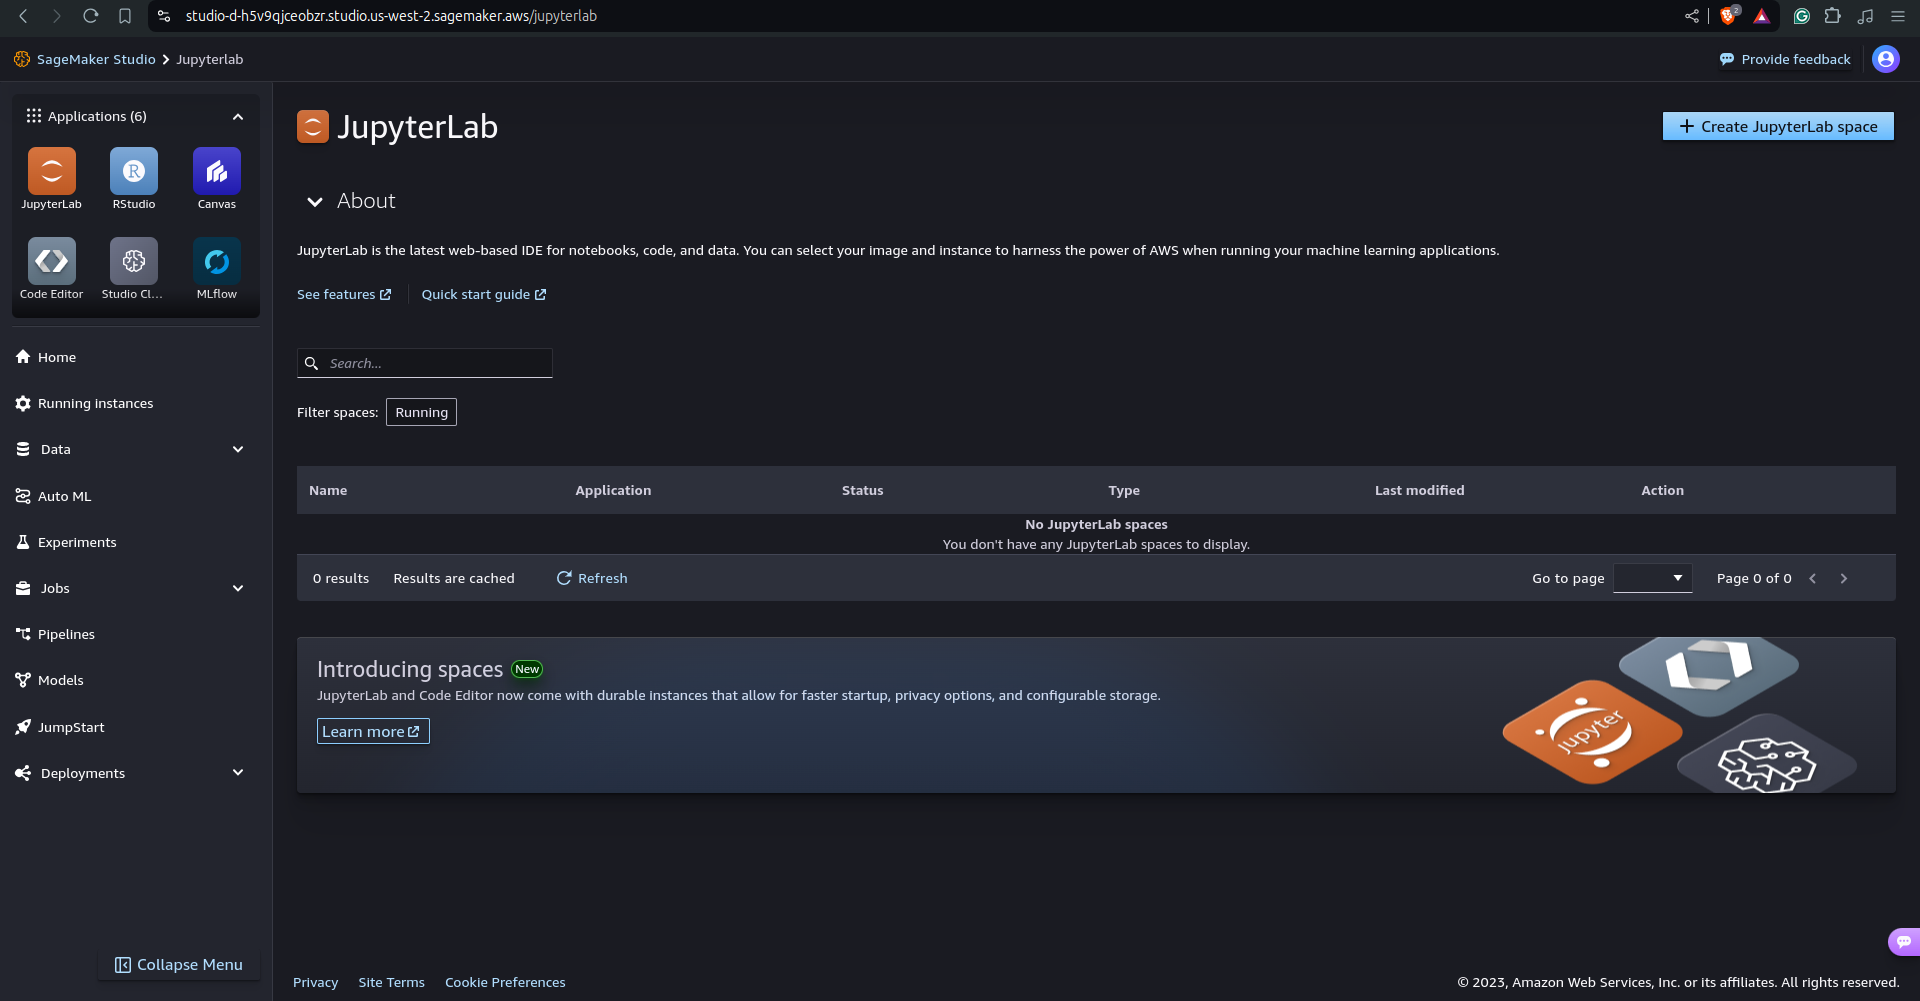 studio-d-h5v9qjceobzr.studio.us-west-2.sagemaker.aws/jupyterlab
2
SageMaker Studio Jupyterlab
Provide feedback
Applications (6)
JupyterLab RStudio Canvas
Code Editor Studio Cl... MLflow
Home
Running instances
Data
Auto ML
Experiments
Jobs
Pipelines
Models
JumpStart
Deployments
Collapse Menu
JupyterLab
Create JupyterLab space
About
JupyterLab is the latest web-based IDE for notebooks, code, and data. You can select your image and instance to harness the power of AWS when running your machine learning applications.
See features Quick start guide
Search...
Filter spaces: Running
Name Application Status Type Last modified Action
No JupyterLab spaces
You don't have any JupyterLab spaces to display.
0 results Results are cached Refresh Go to page Page 0 of 0
Introducing spaces New
JupyterLab and Code Editor now come with durable instances that allow for faster startup, privacy options, and configurable storage.
Learn more
Jupyter
Privacy Site Terms Cookie Preferences
© 2023, Amazon Web Services, Inc. or its affiliates. All rights reserved.